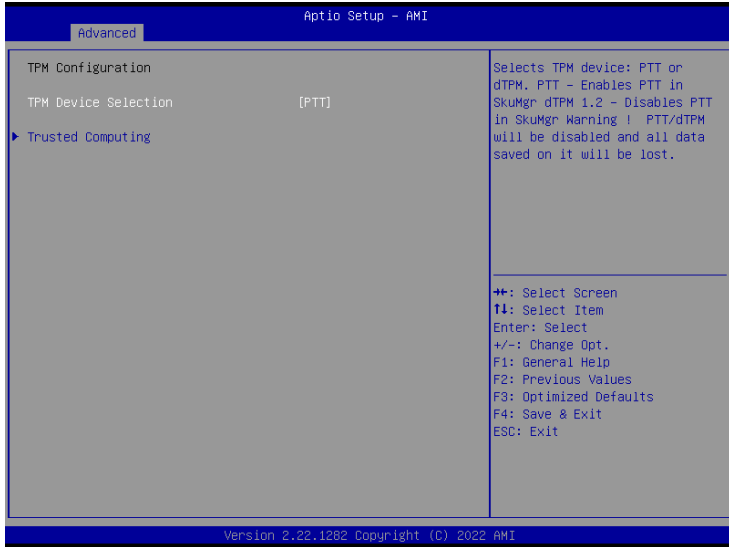 Aptio Setup – AMI
Advanced
TPM Configuration
TPM Device Selection [PTT]
Trusted Computing
Selects TPM device: PTT or
dTPM. PTT – Enables PTT in
SkuMgr dTPM 1.2 – Disables PTT
in SkuMgr Warning ! PTT/dTPM
will be disabled and all data
saved on it will be lost.
→←: Select Screen
↑↓: Select Item
Enter: Select
+/-: Change Opt.
F1: General Help
F2: Previous Values
F3: Optimized Defaults
F4: Save & Exit
ESC: Exit
Version 2.22.1282 Copyright (C) 2022 AMI